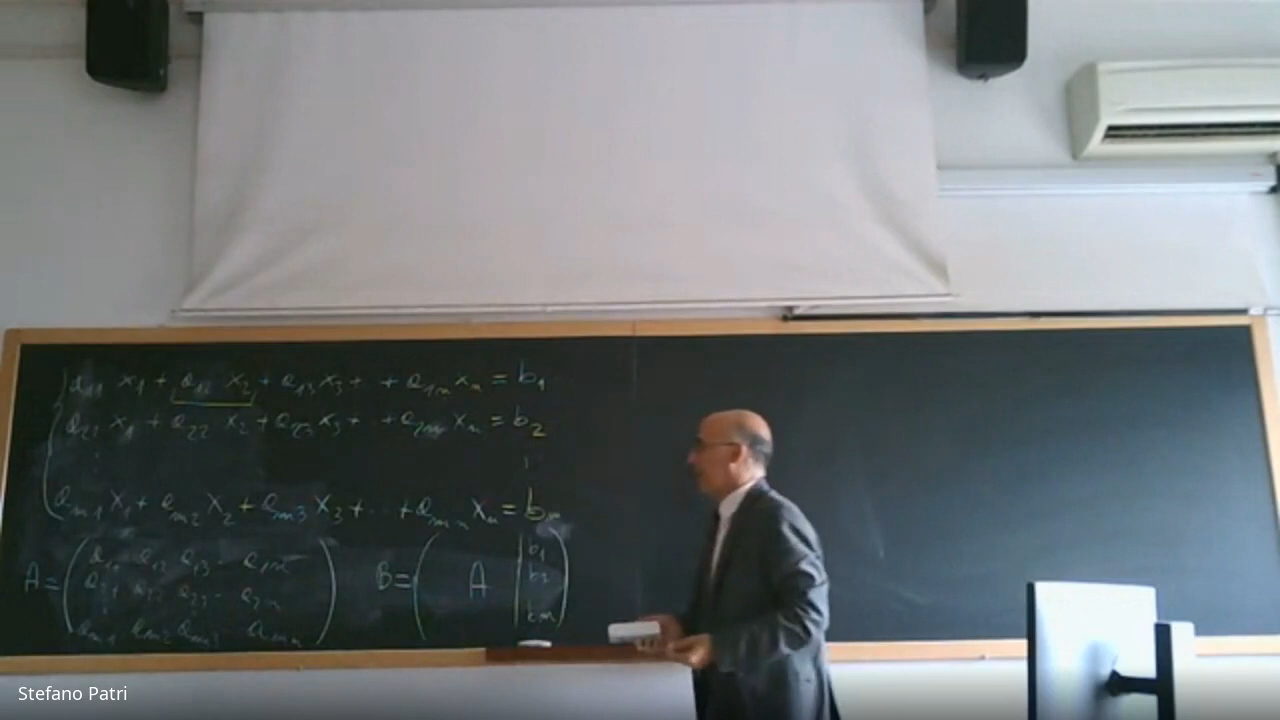 a₁₁ x₁ + a₁₂ x₂ + a₁₃ x₃ + + a₁ₙ xₙ = b₁
a₂₁ x₁ + a₂₂ x₂ + a₂₃ x₃ + + a₂ₙ xₙ = b₂
aₘ₁ x₁ + aₘ₂ x₂ + aₘ₃ x₃ + ... + aₘₙ xₙ = bₘ
A = ( a₁₁ a₁₂ a₁₃ - a₁ₙ ) B = ( A | b₁ )
a₂₁ a₂₂ a₂₃ - a₂ₙ b₂
aₘ₁ aₘ₂ aₘ₃ aₘₙ bₘ
Stefano Patri